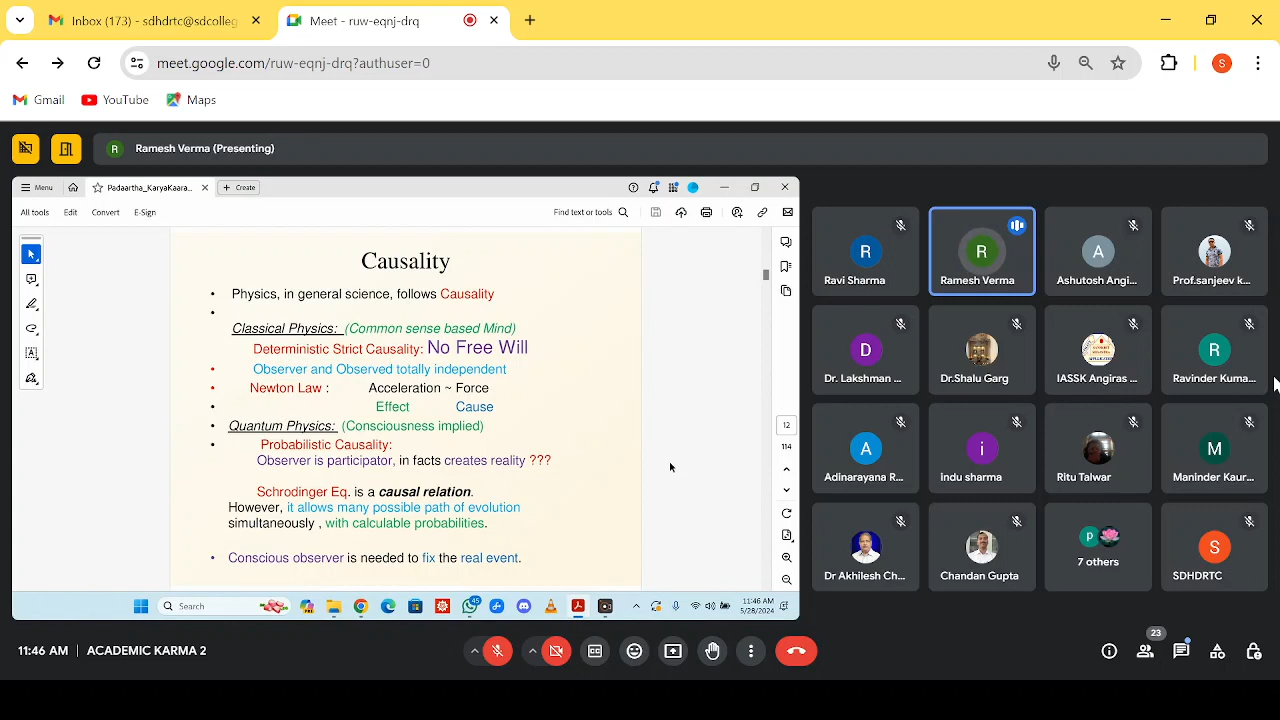 Inbox (173) - sdhdrtc@sdcolleg
Meet - ruw-eqnj-drq
meet.google.com/ruw-eqnj-drq?authuser=0
S
Gmail
YouTube
Maps
R
Ramesh Verma (Presenting)
Menu
Padaartha_KaryaKaara...
Create
All tools
Edit
Convert
E-Sign
Find text or tools
Causality
• Physics, in general science, follows Causality
•
Classical Physics: (Common sense based Mind)
Deterministic Strict Causality: No Free Will
• Observer and Observed totally independent
• Newton Law : Acceleration ~ Force
• Effect Cause
• Quantum Physics: (Consciousness implied)
• Probabilistic Causality:
Observer is participator, in facts creates reality ???
Schrodinger Eq. is a causal relation.
However, it allows many possible path of evolution
simultaneously , with calculable probabilities.
• Conscious observer is needed to fix the real event.
12
114
Search
45
11:46 AM
5/28/2024
Ravi Sharma
R
Ramesh Verma
A
Ashutosh Angi...
Prof.sanjeev k...
D
Dr. Lakshman ...
Dr.Shalu Garg
IASSK Angiras ...
R
Ravinder Kuma...
A
Adinarayana R...
i
indu sharma
Ritu Talwar
M
Maninder Kaur...
Dr Akhilesh Ch...
Chandan Gupta
p
7 others
S
SDHDRTC
11:46 AM
ACADEMIC KARMA 2
23